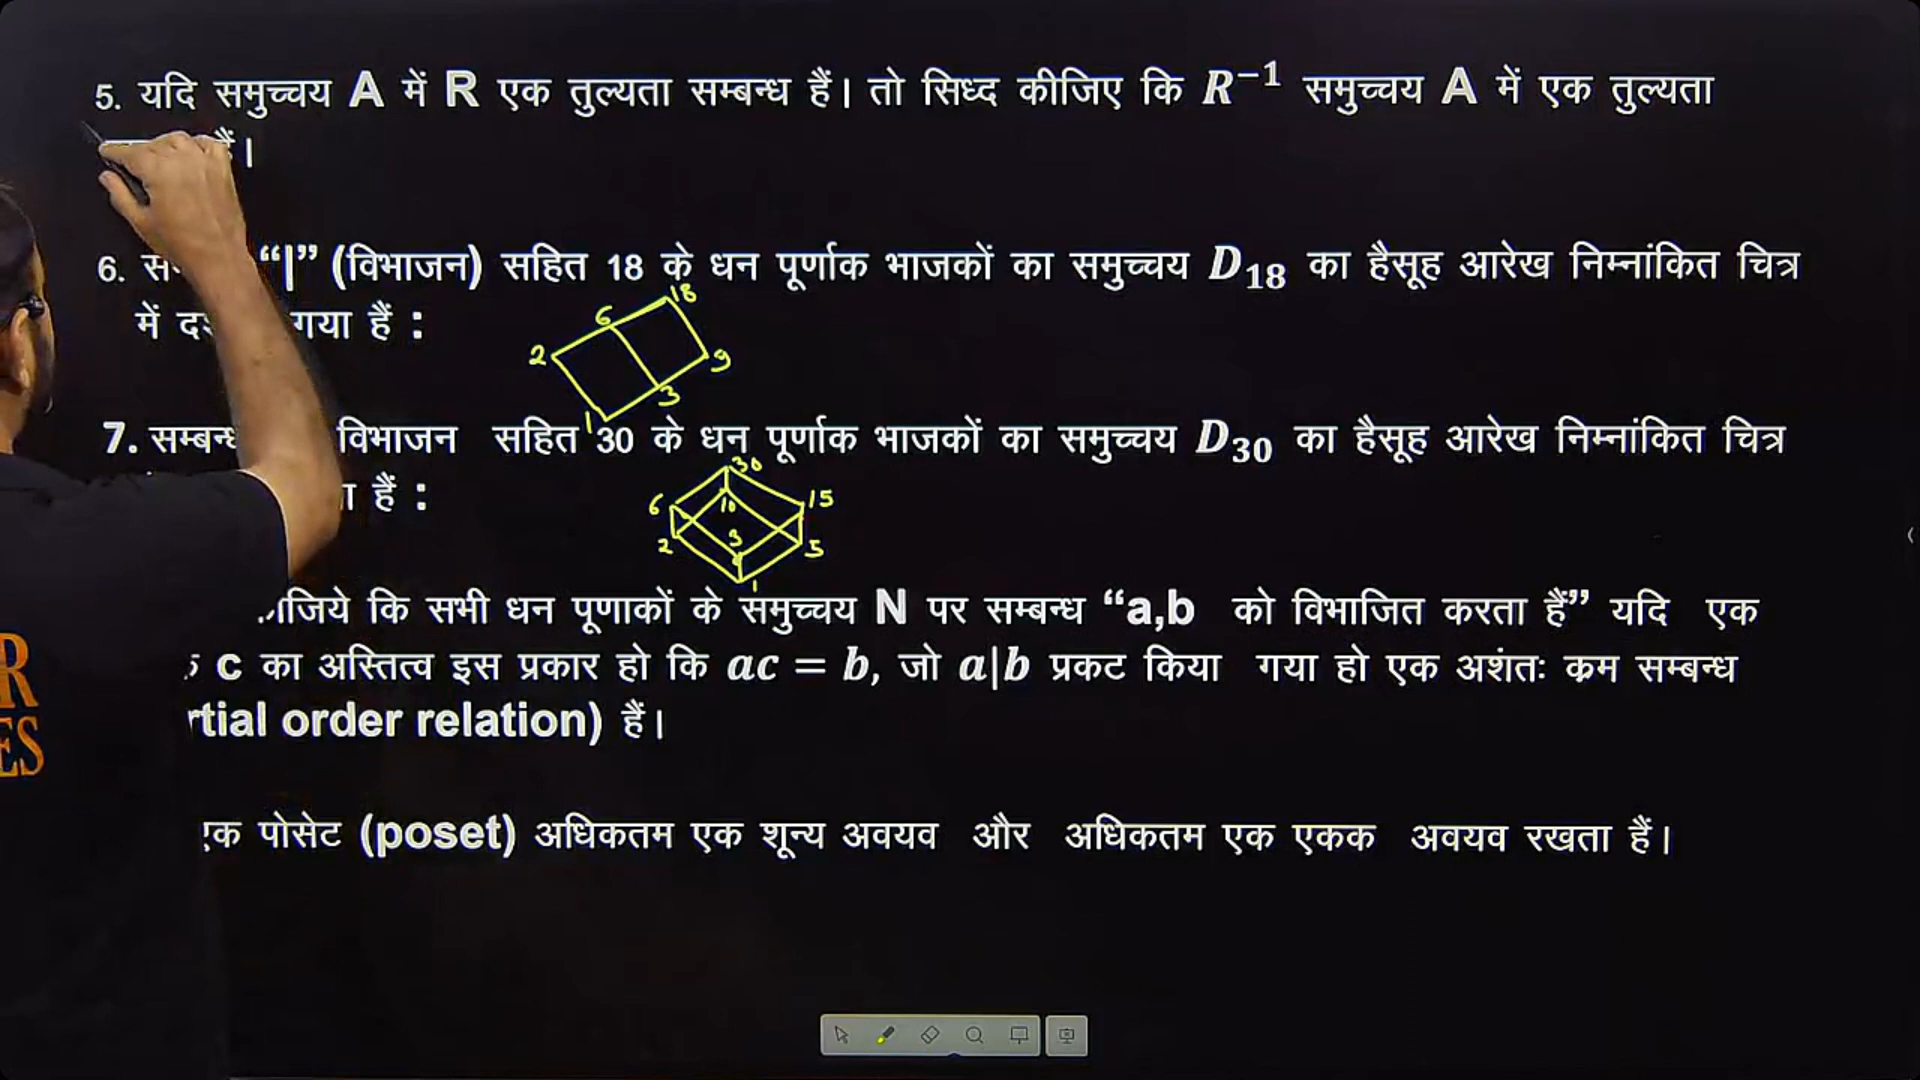 5. यदि समुच्चय A में R एक तुल्यता सम्बन्ध हैं। तो सिध्द कीजिए कि R⁻¹ समुच्चय A में एक तुल्यता
हैं।
6. “|” (विभाजन) सहित 18 के धन पूर्णाक भाजकों का समुच्चय D₁₈ का हैसूह आरेख निम्नांकित चित्र
में गया हैं :
18
6
2
9
3
1
7. विभाजन सहित 30 के धन पूर्णाक भाजकों का समुच्चय D₃₀ का हैसूह आरेख निम्नांकित चित्र
हैं :
30
6
10
15
2
3
5
1
कि सभी धन पूणाकों के समुच्चय N पर सम्बन्ध “a,b को विभाजित करता हैं” यदि एक
c का अस्तित्व इस प्रकार हो कि ac = b, जो a|b प्रकट किया गया हो एक अशंतः क्रम सम्बन्ध
order relation) हैं।
पोसेट (poset) अधिकतम एक शून्य अवयव और अधिकतम एक एकक अवयव रखता हैं।